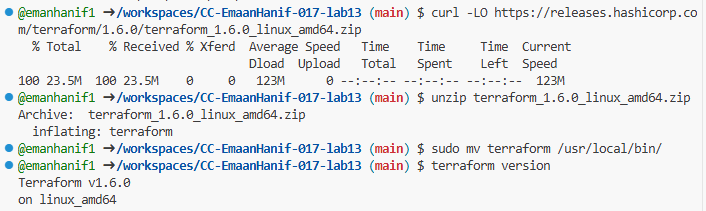 @emanhanif1 ➜/workspaces/CC-EmaanHanif-017-lab13 (main) $ curl -LO https://releases.hashicorp.co
m/terraform/1.6.0/terraform_1.6.0_linux_amd64.zip
  % Total    % Received % Xferd  Average Speed   Time    Time     Time  Current
                                 Dload  Upload   Total   Spent    Left  Speed
100 23.5M  100 23.5M    0     0   123M      0 --:--:-- --:--:-- --:--:--  123M
@emanhanif1 ➜/workspaces/CC-EmaanHanif-017-lab13 (main) $ unzip terraform_1.6.0_linux_amd64.zip
Archive:  terraform_1.6.0_linux_amd64.zip
  inflating: terraform
@emanhanif1 ➜/workspaces/CC-EmaanHanif-017-lab13 (main) $ sudo mv terraform /usr/local/bin/
@emanhanif1 ➜/workspaces/CC-EmaanHanif-017-lab13 (main) $ terraform version
Terraform v1.6.0
on linux_amd64